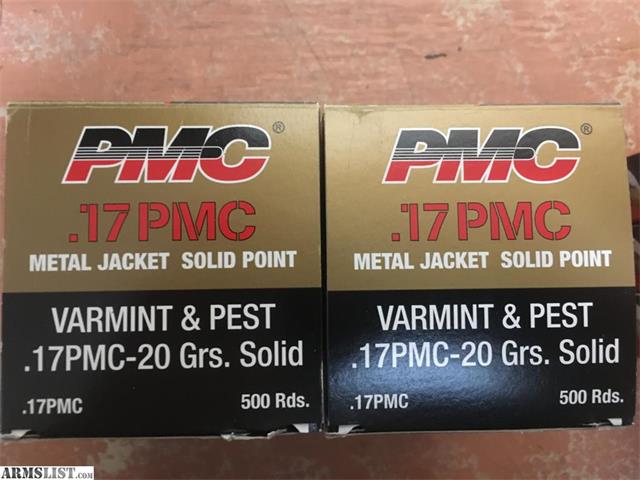 PMC®
.17 PMC
METAL JACKET SOLID POINT
VARMINT & PEST
.17PMC-20 Grs. Solid
.17PMC 500 Rds.
PMC®
.17 PMC
METAL JACKET SOLID POINT
VARMINT & PEST
.17PMC-20 Grs. Solid
.17PMC 500 Rds.
ARMSLIST.com